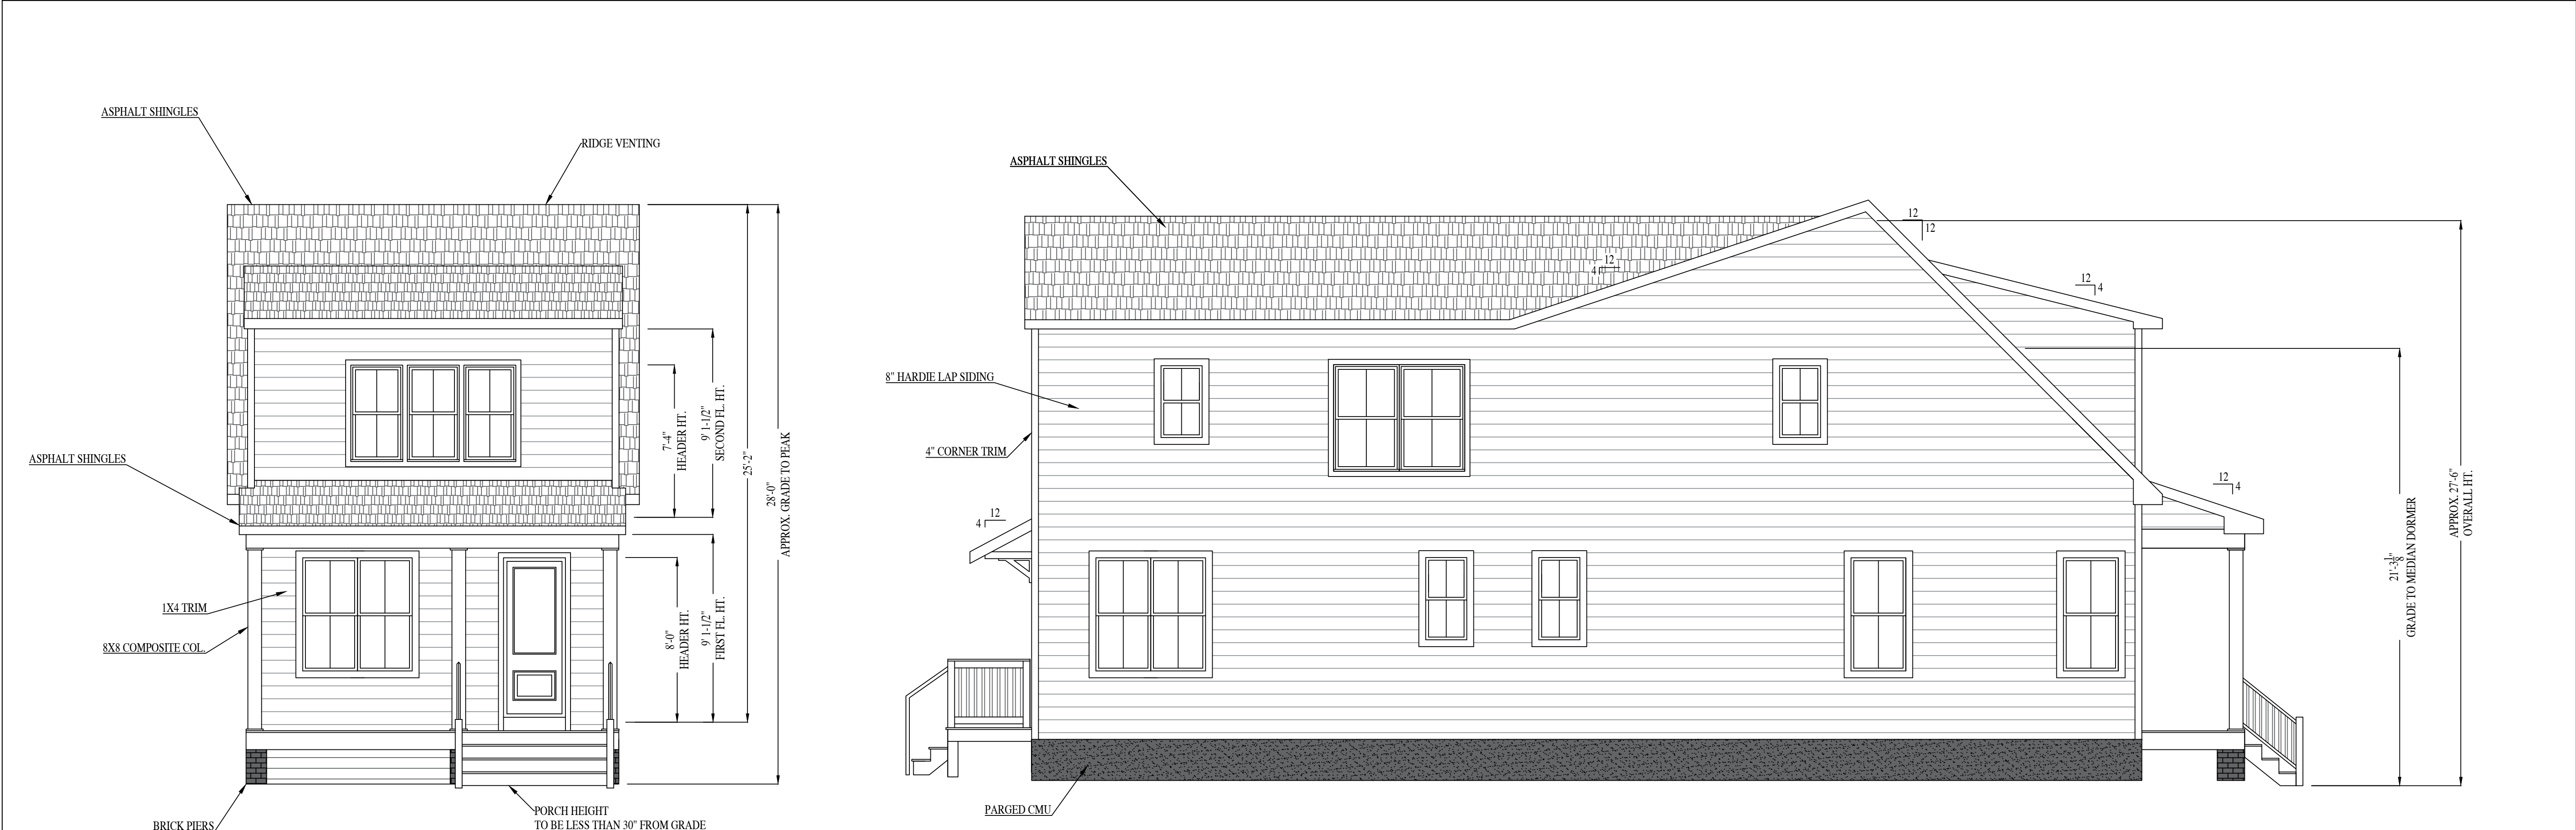 ASPHALT SHINGLES
RIDGE VENTING
ASPHALT SHINGLES
1X4 TRIM
8X8 COMPOSITE COL.
BRICK PIERS
PORCH HEIGHT
TO BE LESS THAN 30" FROM GRADE
7'-4"
HEADER HT.
9' 1-1/2"
SECOND FL. HT.
8'-0"
HEADER HT.
9' 1-1/2"
FIRST FL. HT.
25'-2"
28'-0"
APPROX. GRADE TO PEAK
ASPHALT SHINGLES
8" HARDIE LAP SIDING
4" CORNER TRIM
12
4
PARGED CMU
12
4
12
12
12
4
12
4
21'-3 1/8"
GRADE TO MEDIAN DORMER
APPROX. 27'-6"
OVERALL HT.